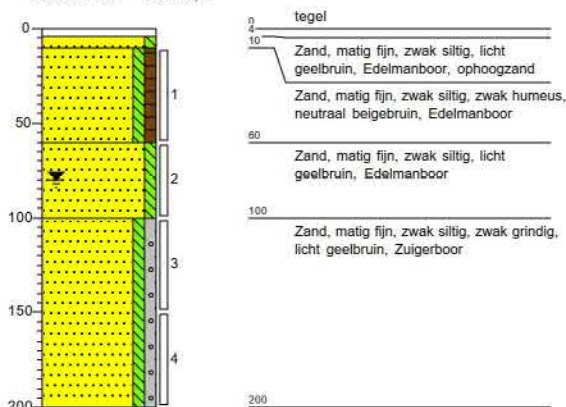 0
50
100
150
200
1
2
3
4
0
4
10
60
100
200
tegel
Zand, matig fijn, zwak siltig, licht
geelbruin, Edelmanboor, ophoogzand
Zand, matig fijn, zwak siltig, zwak humeus,
neutraal beigebruin, Edelmanboor
Zand, matig fijn, zwak siltig, licht
geelbruin, Edelmanboor
Zand, matig fijn, zwak siltig, zwak grindig,
licht geelbruin, Zuigerboor